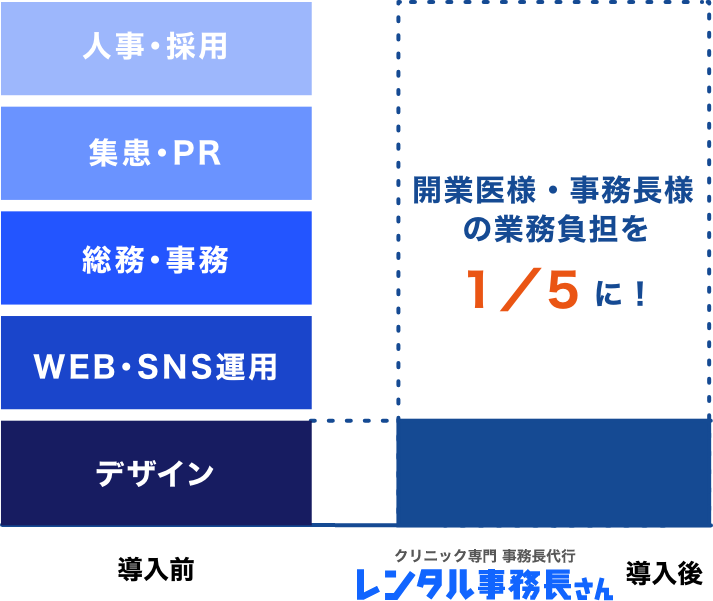 人事・採用
集患・PR
総務・事務
WEB・SNS運用
デザイン
導入前
開業医様・事務長様
の業務負担を
1／5に！
クリニック専門 事務長代行
レンタル事務長さん
導入後